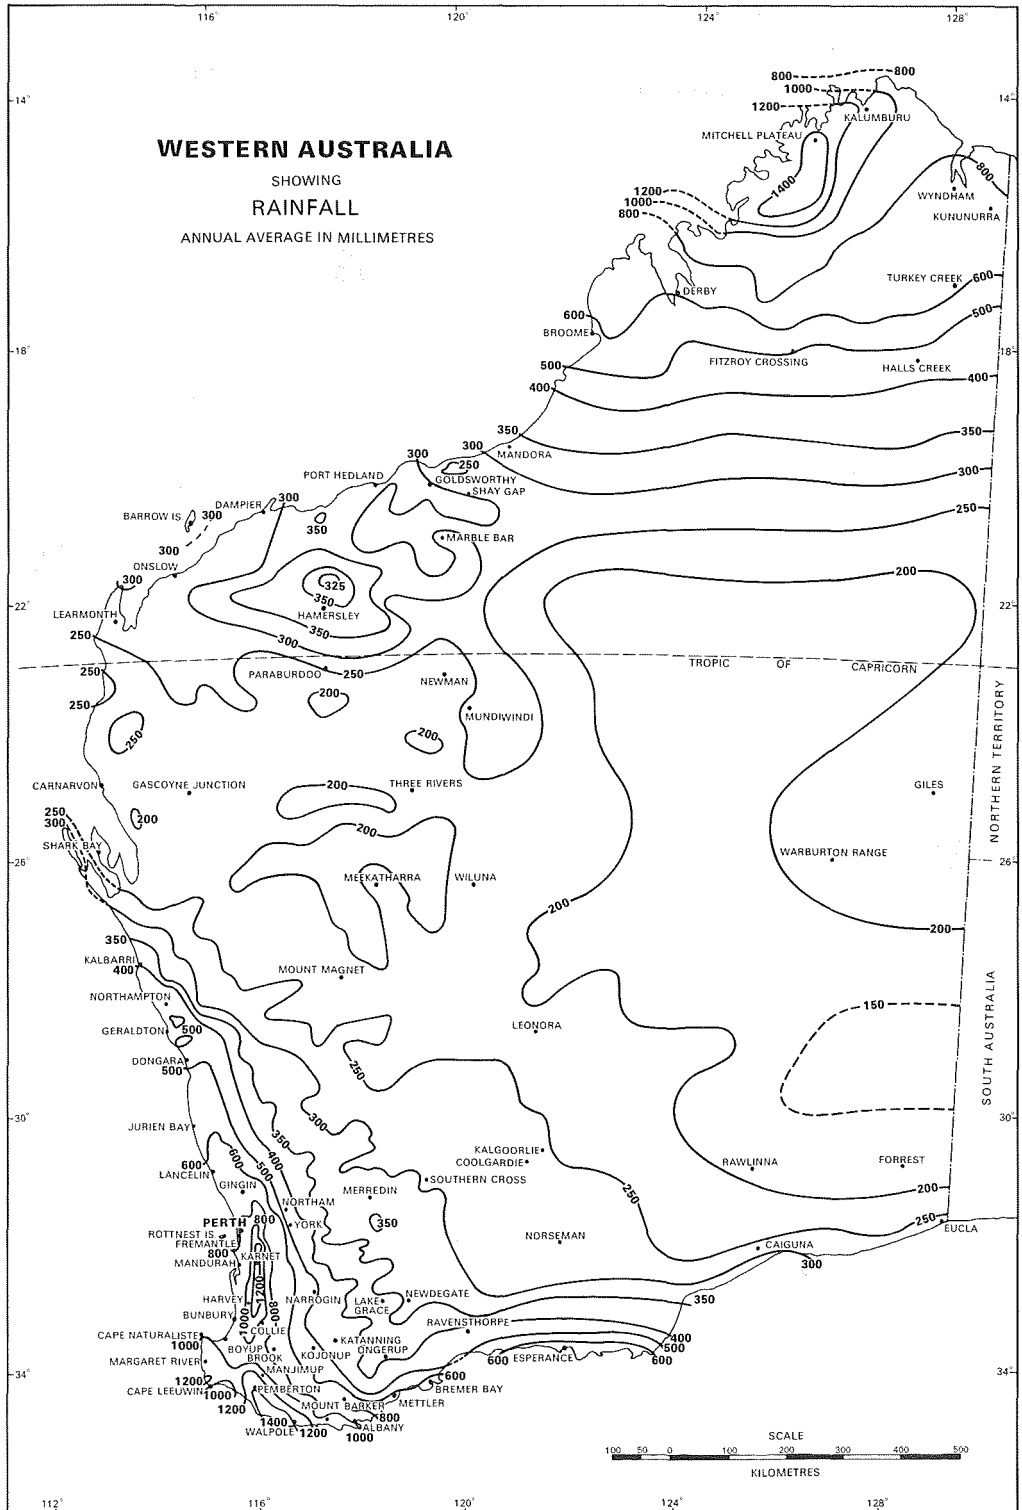 116°
120°
124°
128°
800 800
14°
1000
1200
14°
KALUMBURU
WESTERN AUSTRALIA
MITCHELL PLATEAU
SHOWING
1400
800
RAINFALL
1200
WYNDHAM
1000
800
KUNUNURRA
ANNUAL AVERAGE IN MILLIMETRES
TURKEY CREEK
600
DERBY
600
500
BROOME
18°
18°
500
FITZROY CROSSING
HALLS CREEK
400
400
350
350
300
300
MANDORA
300
250
PORT HEDLAND
GOLDSWORTHY
SHAY GAP
300
DAMPIER
250
BARROW IS.
300
350
MARBLE BAR
300
ONSLOW
200
300
325
350
22°
22°
LEARMONTH
HAMERSLEY
350
250
300
TROPIC OF CAPRICORN
250
PARABURDOO
250
NEWMAN
200
250
MUNDIWINDI
NORTHERN TERRITORY
250
200
CARNARVON
GASCOYNE JUNCTION
200
THREE RIVERS
GILES
250
300
200
200
SHARK BAY
WARBURTON RANGE
26°
26°
MEEKATHARRA
WILUNA
200
200
350
KALBARRI
400
MOUNT MAGNET
NORTHAMPTON
150
GERALDTON
500
LEONORA
SOUTH AUSTRALIA
DONGARA
500
250
30°
30°
JURIEN BAY
300
350
400
KALGOORLIE
600
600
500
COOLGARDIE
RAWLINNA
FORREST
LANCELIN
SOUTHERN CROSS
GINGIN
MERREDIN
250
200
NORTHAM
PERTH
800
YORK
350
250
EUCLA
ROTTNEST IS.
FREMANTLE
NORSEMAN
CAIGUNA
800
KARNET
MANDURAH
300
1200
HARVEY
NARROGIN
LAKE GRACE
NEWDEGATE
350
800
BUNBURY
1000
COLLIE
RAVENSTHORPE
CAPE NATURALISTE
400
1000
KATANNING
500
BOYUP BROOK
KOJONUP
ONGERUP
600
ESPERANCE
600
MARGARET RIVER
MANJIMUP
34°
34°
600
1200
CAPE LEEUWIN
1000
PEMBERTON
BREMER BAY
1200
MOUNT BARKER
METTLER
800
1400
ALBANY
WALPOLE
1200
1000
SCALE
100 50 0 100 200 300 400 500
KILOMETRES
112°
116°
120°
124°
128°